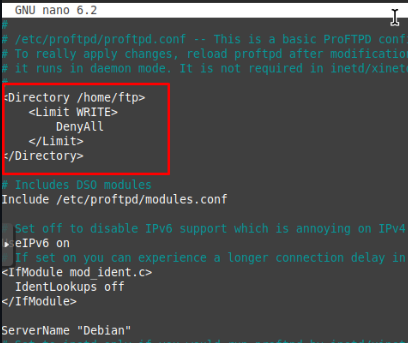 GNU nano 6.2
#
# /etc/proftpd/proftpd.conf -- This is a basic ProFTPD confi
# To really apply changes, reload proftpd after modification
# it runs in daemon mode. It is not required in inetd/xinetd
#
<Directory /home/ftp>
<Limit WRITE>
DenyAll
</Limit>
</Directory>
# Includes DSO modules
Include /etc/proftpd/modules.conf
# Set off to disable IPv6 support which is annoying on IPv4
seIPv6 on
# If set on you can experience a longer connection delay in
<IfModule mod_ident.c>
IdentLookups off
</IfModule>
ServerName "Debian"